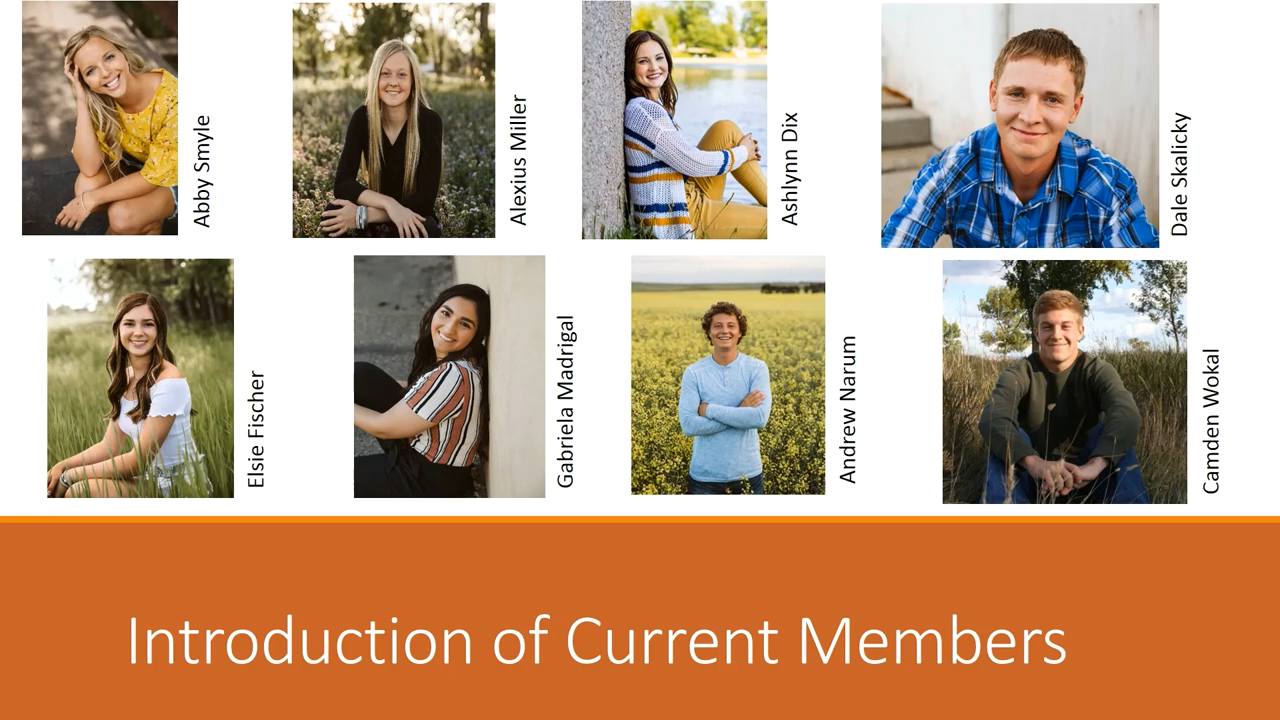 Abby Smyle
Alexius Miller
Ashlynn Dix
Dale Skalicky
Elsie Fischer
Gabriela Madrigal
Andrew Narum
Camden Wokal
Introduction of Current Members